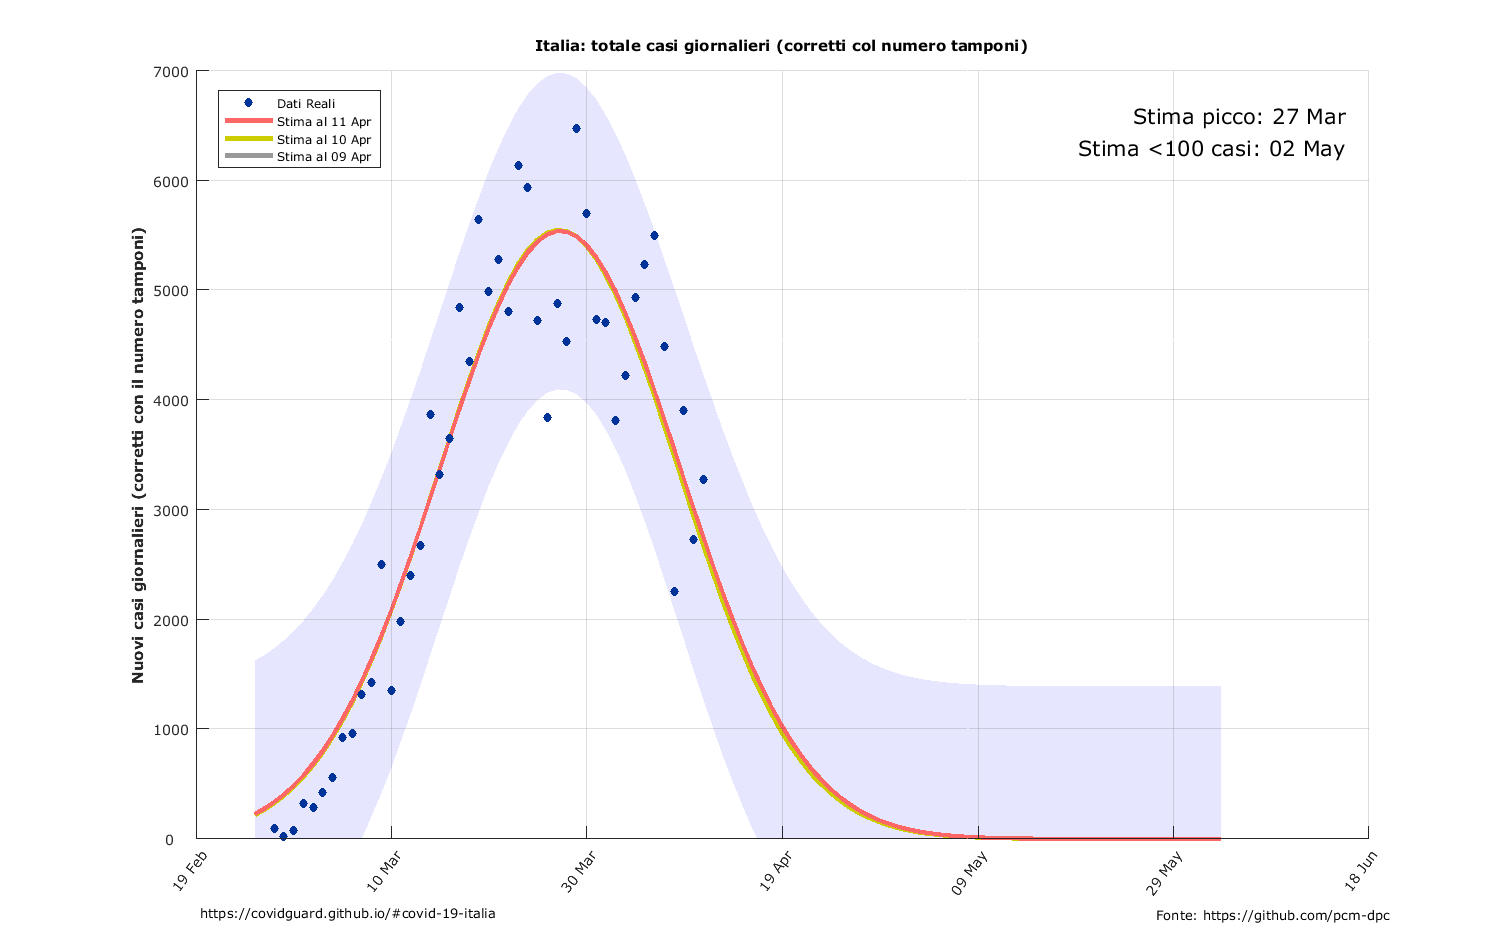 Italia: totale casi giornalieri (corretti col numero tamponi)
Dati Reali
Stima al 11 Apr
Stima al 10 Apr
Stima al 09 Apr
Stima picco: 27 Mar
Stima <100 casi: 02 May
Nuovi casi giornalieri (corretti con il numero tamponi)
7000
6000
5000
4000
3000
2000
1000
0
19 Feb
10 Mar
30 Mar
19 Apr
09 May
29 May
18 Jun
https://covidguard.github.io/#covid-19-italia
Fonte: https://github.com/pcm-dpc